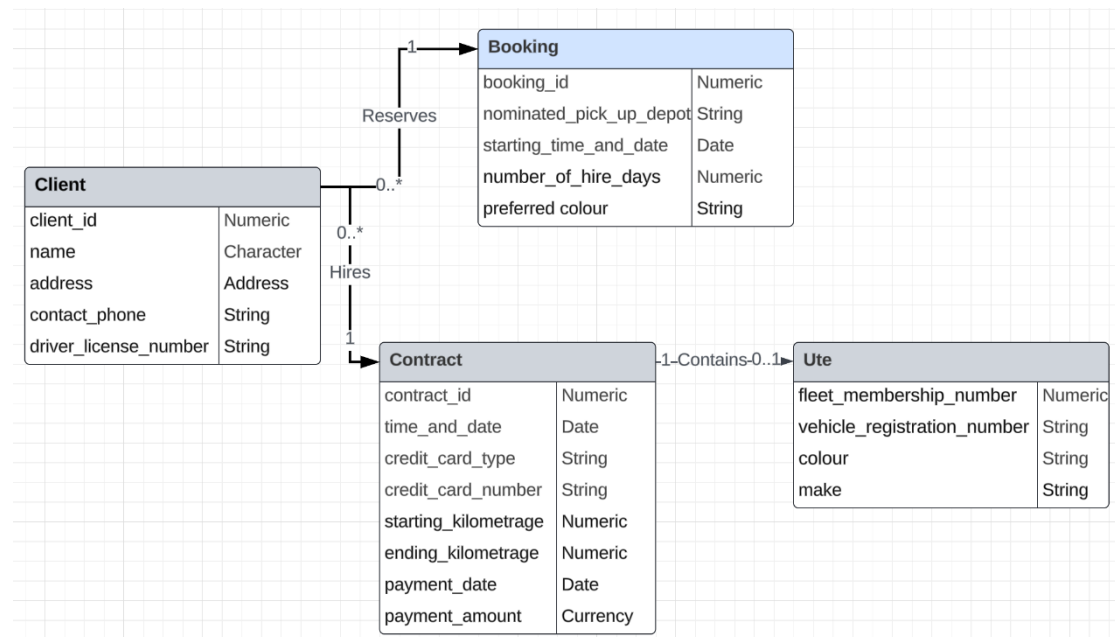 Booking
booking_id Numeric
nominated_pick_up_depot String
starting_time_and_date Date
number_of_hire_days Numeric
preferred colour String
1
Reserves
0..*
Client
client_id Numeric
name Character
address Address
contact_phone String
driver_license_number String
0..*
Hires
1
Contract
contract_id Numeric
time_and_date Date
credit_card_type String
credit_card_number String
starting_kilometrage Numeric
ending_kilometrage Numeric
payment_date Date
payment_amount Currency
1 Contains 0..1
Ute
fleet_membership_number Numeric
vehicle_registration_number String
colour String
make String